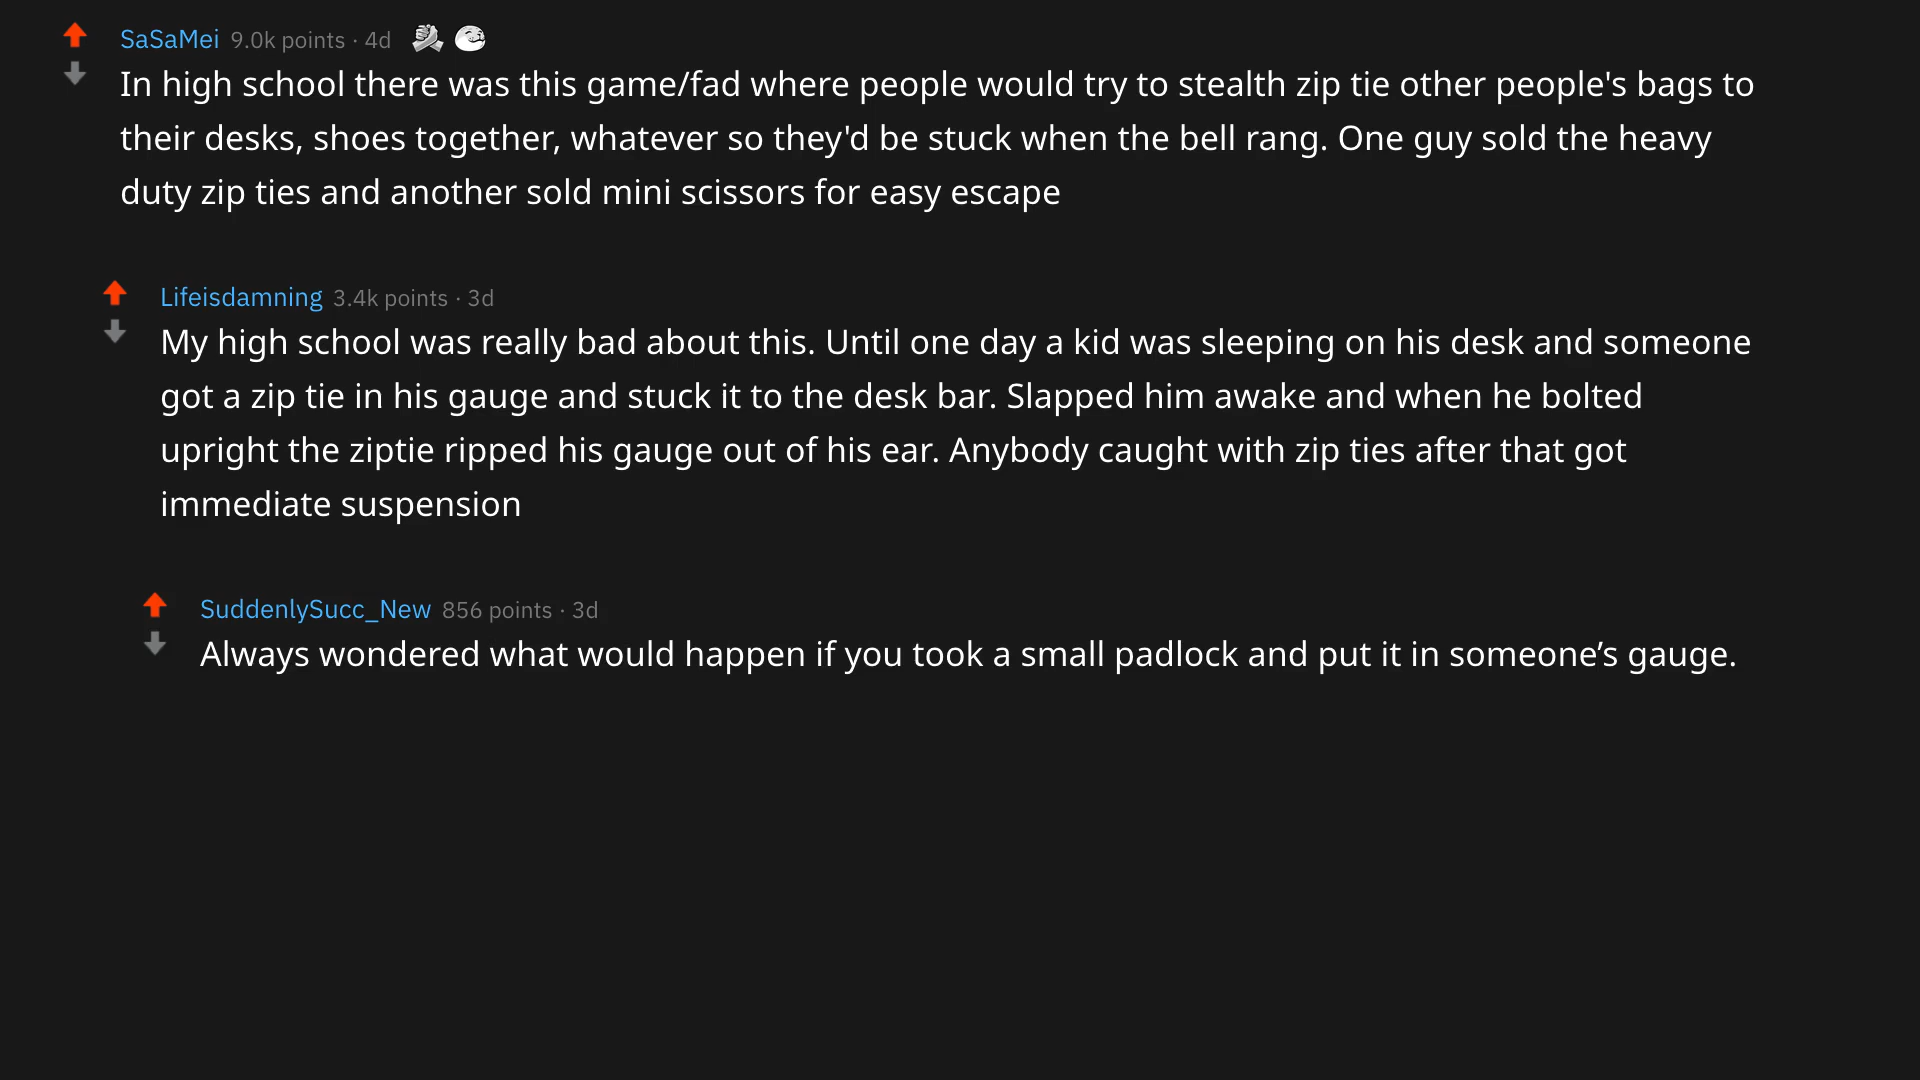 SaSaMei 9.0k points · 4d
In high school there was this game/fad where people would try to stealth zip tie other people's bags to
their desks, shoes together, whatever so they'd be stuck when the bell rang. One guy sold the heavy
duty zip ties and another sold mini scissors for easy escape
Lifeisdamning 3.4k points · 3d
My high school was really bad about this. Until one day a kid was sleeping on his desk and someone
got a zip tie in his gauge and stuck it to the desk bar. Slapped him awake and when he bolted
upright the ziptie ripped his gauge out of his ear. Anybody caught with zip ties after that got
immediate suspension
SuddenlySucc_New 856 points · 3d
Always wondered what would happen if you took a small padlock and put it in someone’s gauge.